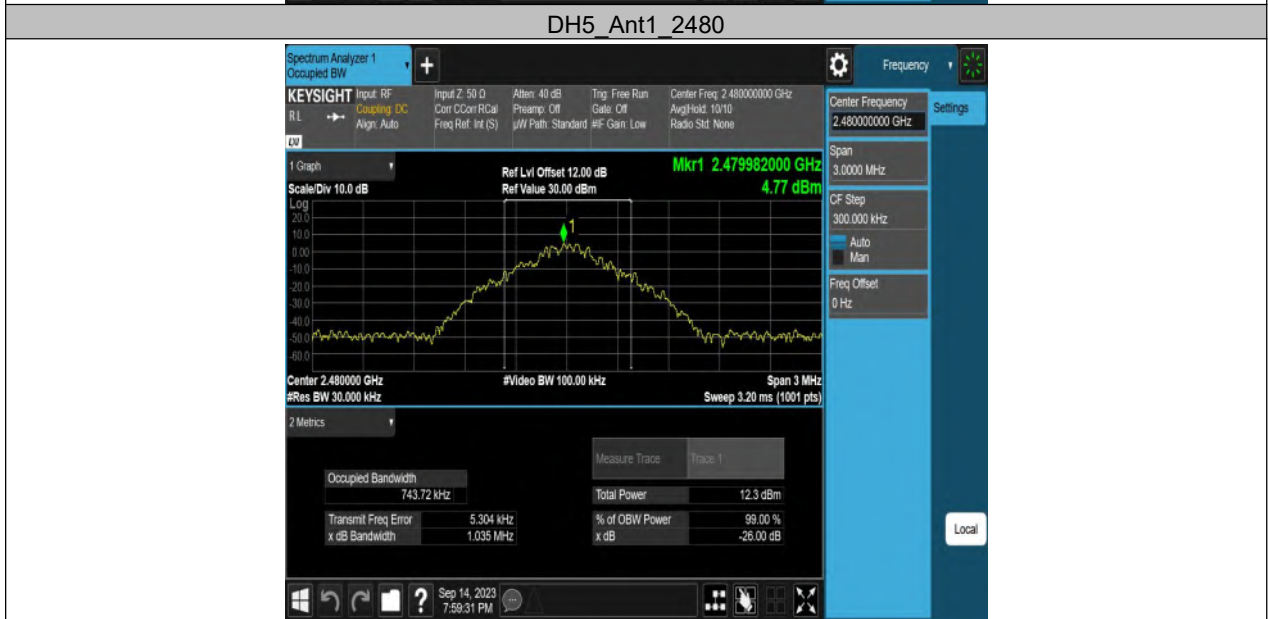 DH5_Ant1_2480
Spectrum Analyzer 1
Occupied BW
Frequency
KEYSIGHT
R L
LXI
Input: RF
Coupling: DC
Align: Auto
Input Z: 50 Ω
Corr CCorr RCal
Freq Ref: Int (S)
Atten: 40 dB
Preamp: Off
µW Path: Standard
Trig: Free Run
Gate: Off
#IF Gain: Low
Center Freq: 2.480000000 GHz
Avg|Hold: 10/10
Radio Std: None
Center Frequency
2.480000000 GHz
Settings
Span
3.0000 MHz
CF Step
300.000 kHz
Auto
Man
Freq Offset
0 Hz
Local
1 Graph
Scale/Div 10.0 dB
Ref Lvl Offset 12.00 dB
Ref Value 30.00 dBm
Mkr1 2.479982000 GHz
4.77 dBm
Log
20.0
10.0
0.00
-10.0
-20.0
-30.0
-40.0
-50.0
-60.0
1
Center 2.480000 GHz
#Res BW 30.000 kHz
#Video BW 100.00 kHz
Span 3 MHz
Sweep 3.20 ms (1001 pts)
2 Metrics
Measure Trace Trace 1
Occupied Bandwidth
743.72 kHz
Total Power 12.3 dBm
Transmit Freq Error 5.304 kHz
% of OBW Power 99.00 %
x dB Bandwidth 1.035 MHz
x dB -26.00 dB
Sep 14, 2023
7:59:31 PM